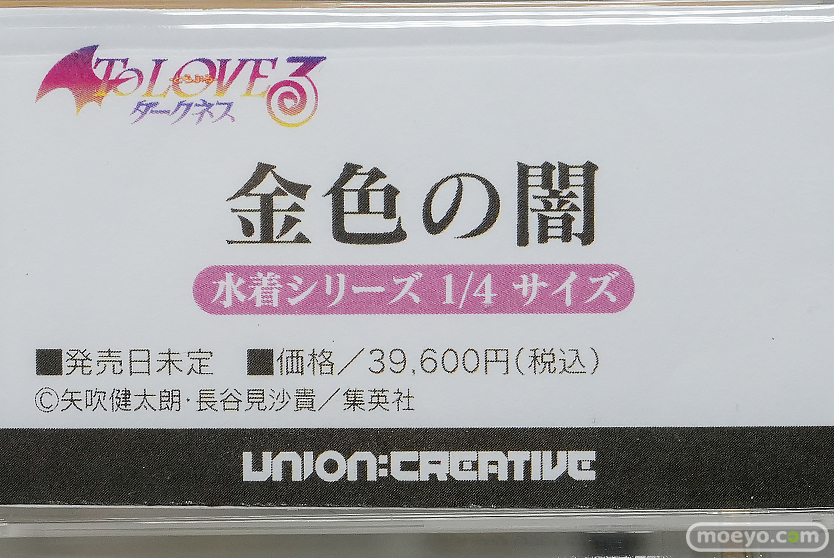 To LOVEる
とらぶる
ダークネス
金色の闇
水着シリーズ 1/4 サイズ
■発売日未定 ■価格/39,600円(税込)
©矢吹健太朗・長谷見沙貴/集英社
UNION:CREATIVE
moeyo.com